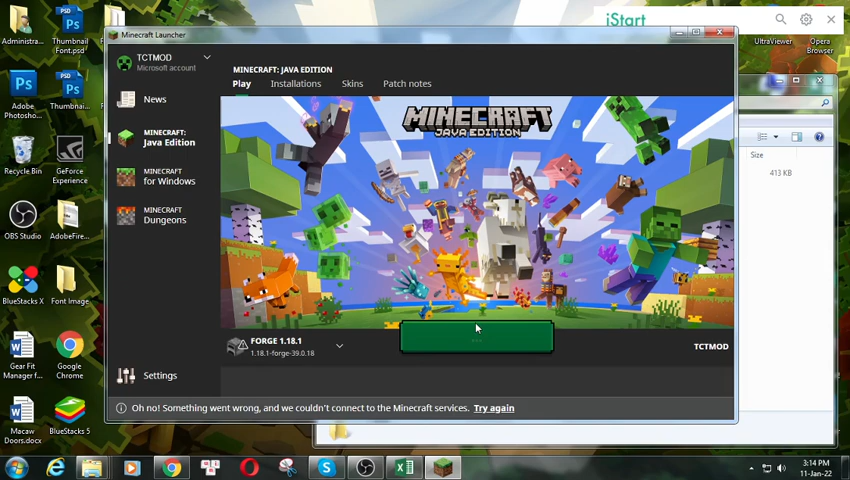 Administra...
Thumbnail
Font.psd
iStart
UltraViewer
Opera
Browser
Minecraft Launcher
TCTMOD
Microsoft account
MINECRAFT: JAVA EDITION
Play
Installations
Skins
Patch notes
News
MINECRAFT:
Java Edition
MINECRAFT
for Windows
MINECRAFT
Dungeons
Settings
MINECRAFT
JAVA EDITION
FORGE 1.18.1
1.18.1-forge-39.0.18
...
TCTMOD
Oh no! Something went wrong, and we couldn't connect to the Minecraft services. Try again
Size
413 KB
Adobe
Photosho...
Thumbna...
Recycle Bin
GeForce
Experience
OBS Studio
AdobeFire...
BlueStacks X
Font Image
Gear Fit
Manager f...
Google
Chrome
Macaw
Doors.docx
BlueStacks 5
3:14 PM
11-Jan-22